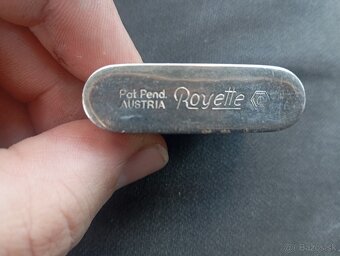 Pat Pend.
AUSTRIA
Royette
Bazos.sk